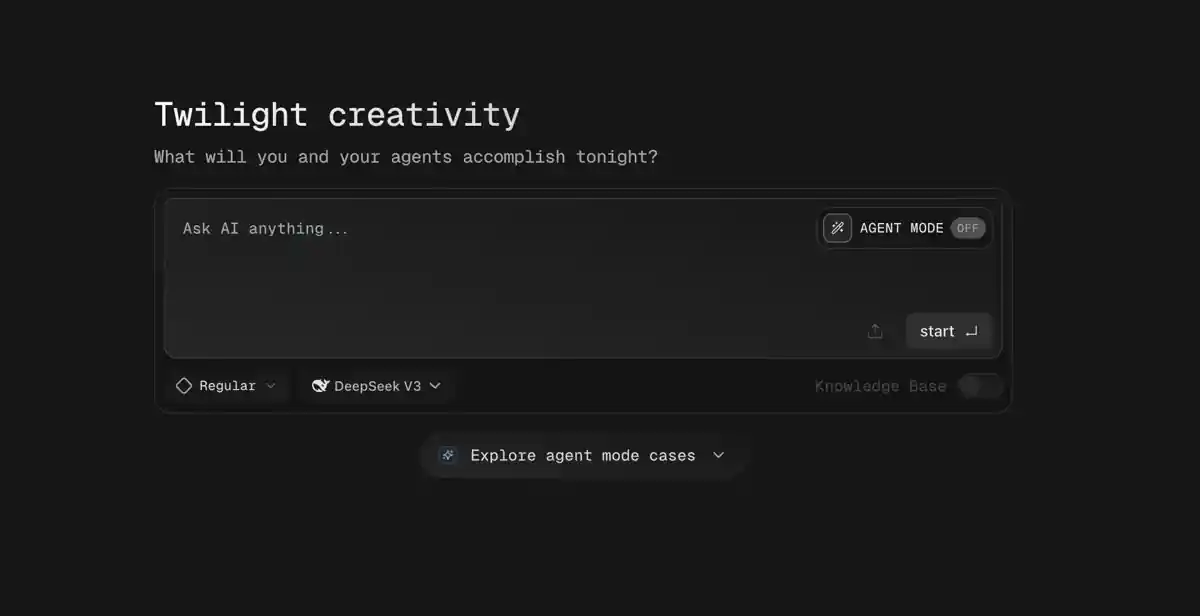 Twilight creativity
What will you and your agents accomplish tonight?
Ask AI anything...
AGENT MODE OFF
start
Regular
DeepSeek V3
Knowledge Base
Explore agent mode cases